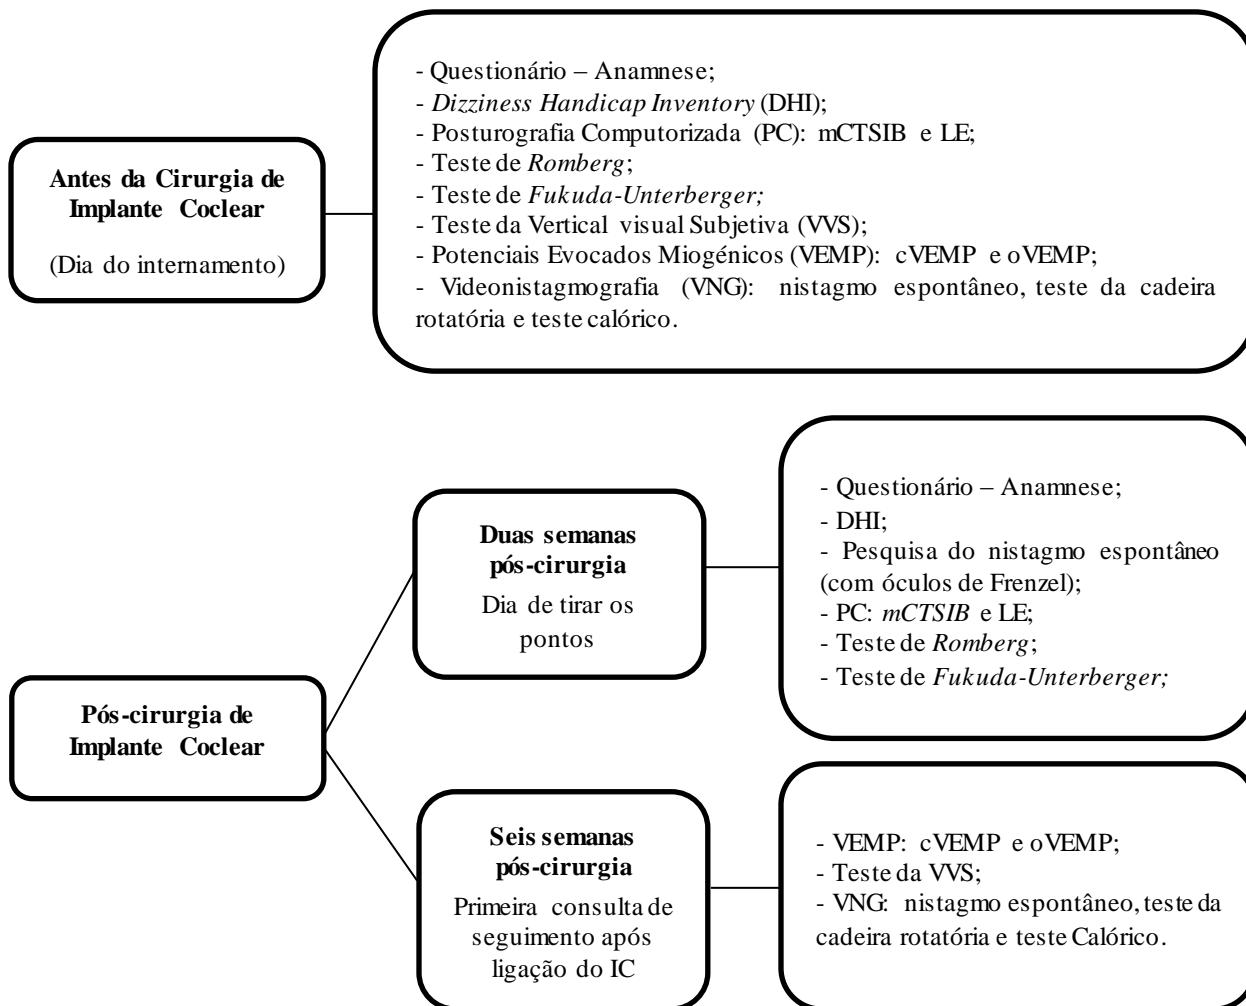 Antes da Cirurgia de
Implante Coclear
(Dia do internamento)
- Questionário – Anamnese;
- Dizziness Handicap Inventory (DHI);
- Posturografia Computorizada (PC): mCTSIB e LE;
- Teste de Romberg;
- Teste de Fukuda-Unterberger;
- Teste da Vertical visual Subjetiva (VVS);
- Potenciais Evocados Miogénicos (VEMP): cVEMP e oVEMP;
- Videonistagmografia (VNG): nistagmo espontâneo, teste da cadeira
rotatória e teste calórico.
Pós-cirurgia de
Implante Coclear
Duas semanas
pós-cirurgia
Dia de tirar os
pontos
- Questionário – Anamnese;
- DHI;
- Pesquisa do nistagmo espontâneo
(com óculos de Frenzel);
- PC: mCTSIB e LE;
- Teste de Romberg;
- Teste de Fukuda-Unterberger;
Seis semanas
pós-cirurgia
Primeira consulta de
seguimento após
ligação do IC
- VEMP: cVEMP e oVEMP;
- Teste da VVS;
- VNG: nistagmo espontâneo, teste da
cadeira rotatória e teste Calórico.